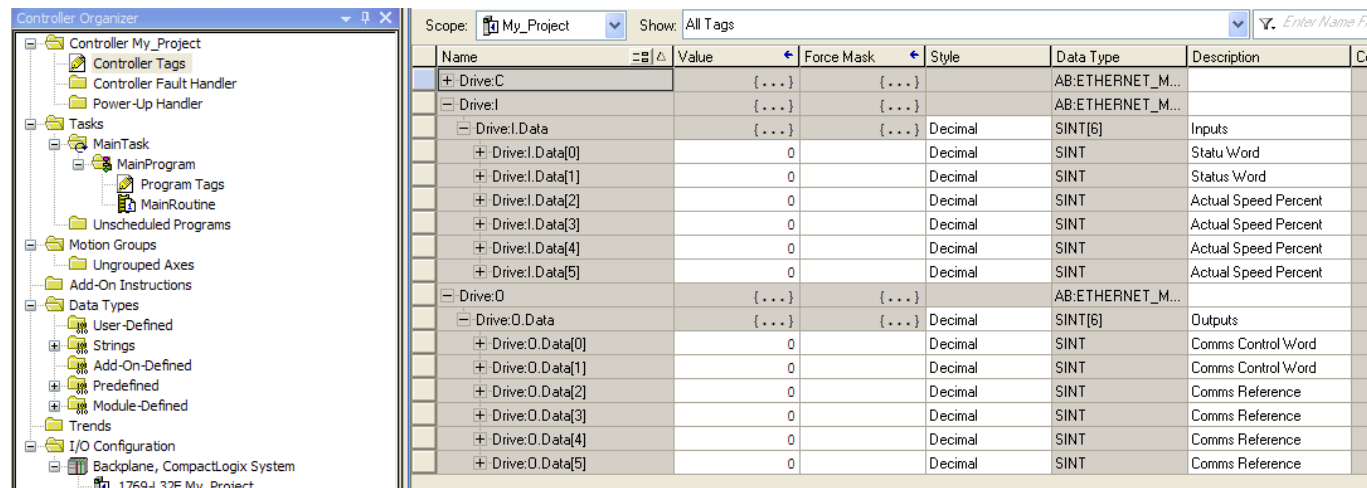 Controller Organizer
Controller My_Project
Controller Tags
Controller Fault Handler
Power-Up Handler
Tasks
MainTask
MainProgram
Program Tags
MainRoutine
Unscheduled Programs
Motion Groups
Ungrouped Axes
Add-On Instructions
Data Types
User-Defined
Strings
Add-On-Defined
Predefined
Module-Defined
Trends
I/O Configuration
Backplane, CompactLogix System
1769-L32E My_Project
Scope: My_Project Show: All Tags Enter Name
Name Value Force Mask Style Data Type Description
Drive:C {...} {...} AB:ETHERNET_M...
Drive:I {...} {...} AB:ETHERNET_M...
Drive:I.Data {...} {...} Decimal SINT[6] Inputs
Drive:I.Data[0] 0 Decimal SINT Statu Word
Drive:I.Data[1] 0 Decimal SINT Status Word
Drive:I.Data[2] 0 Decimal SINT Actual Speed Percent
Drive:I.Data[3] 0 Decimal SINT Actual Speed Percent
Drive:I.Data[4] 0 Decimal SINT Actual Speed Percent
Drive:I.Data[5] 0 Decimal SINT Actual Speed Percent
Drive:O {...} {...} AB:ETHERNET_M...
Drive:O.Data {...} {...} Decimal SINT[6] Outputs
Drive:O.Data[0] 0 Decimal SINT Comms Control Word
Drive:O.Data[1] 0 Decimal SINT Comms Control Word
Drive:O.Data[2] 0 Decimal SINT Comms Reference
Drive:O.Data[3] 0 Decimal SINT Comms Reference
Drive:O.Data[4] 0 Decimal SINT Comms Reference
Drive:O.Data[5] 0 Decimal SINT Comms Reference